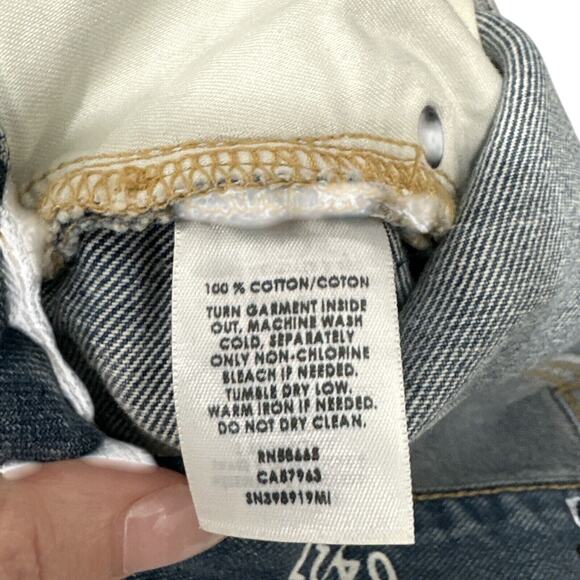 100 % COTTON/COTON
TURN GARMENT INSIDE
OUT, MACHINE WASH
COLD, SEPARATELY
ONLY NON-CHLORINE
BLEACH IF NEEDED.
TUMBLE DRY LOW.
WARM IRON IF NEEDED.
DO NOT DRY CLEAN.
RN58665
CA57963
SN398919MI